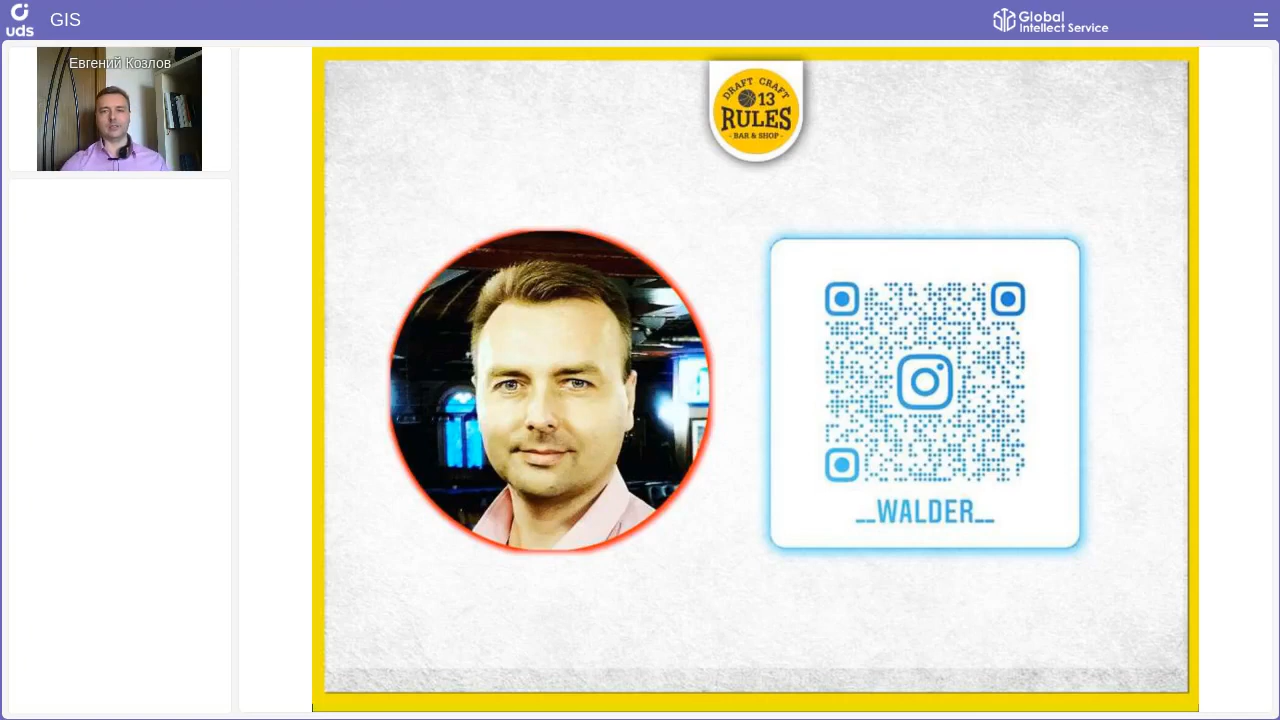 uds
GIS
Global
Intellect Service
Евгений Козлов
DRAFT CRAFT
13
RULES
- BAR & SHOP -
__WALDER__